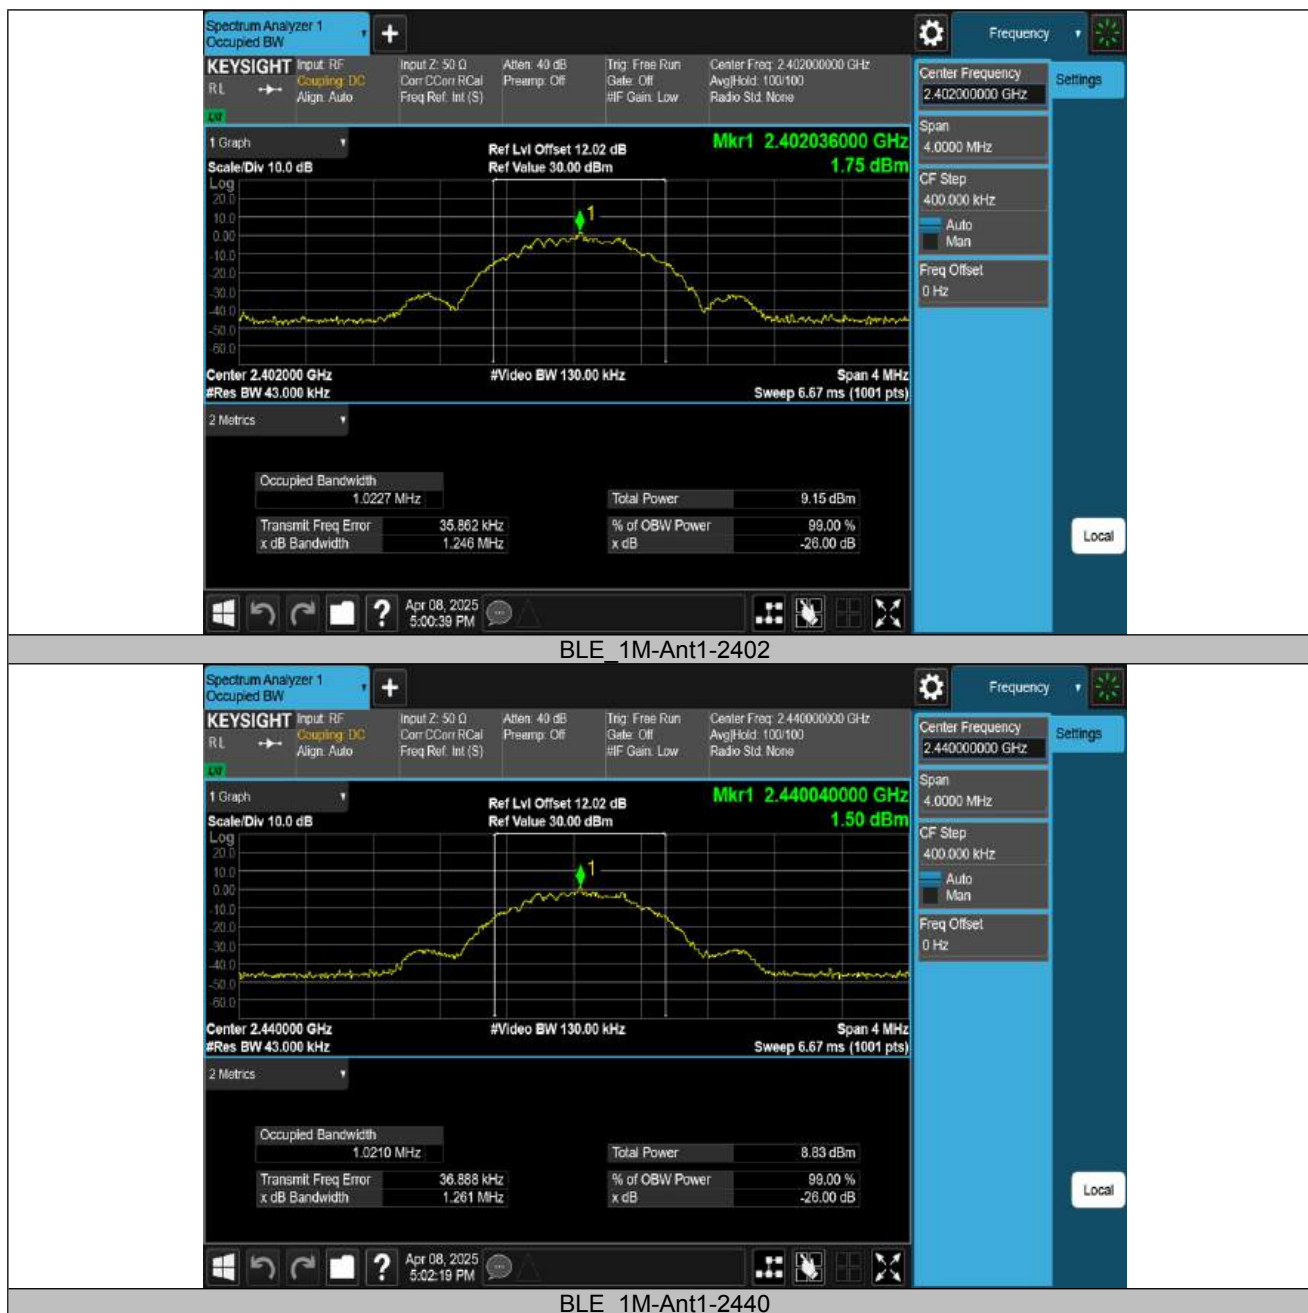 Spectrum Analyzer 1
Occupied BW
Frequency
KEYSIGHT Input: RF Input Z: 50 Ω Atten: 40 dB Trig: Free Run Center Freq: 2.402000000 GHz
RL Coupling: DC Corr CCorr RCal Preamp: Off Gate: Off Avg|Hold: 100/100
Align: Auto Freq Ref: Int (S) #IF Gain: Low Radio Std: None
LXI
Center Frequency
2.402000000 GHz
Settings
Span
4.0000 MHz
CF Step
400.000 kHz
Auto
Man
Freq Offset
0 Hz
1 Graph
Ref Lvl Offset 12.02 dB
Mkr1 2.402036000 GHz
Scale/Div 10.0 dB
Ref Value 30.00 dBm
1.75 dBm
Log
20.0
10.0
0.00
-10.0
-20.0
-30.0
-40.0
-50.0
-60.0
1
Center 2.402000 GHz #Video BW 130.00 kHz Span 4 MHz
#Res BW 43.000 kHz Sweep 6.67 ms (1001 pts)
2 Metrics
Occupied Bandwidth
1.0227 MHz Total Power 9.15 dBm
Transmit Freq Error 35.862 kHz % of OBW Power 99.00 %
x dB Bandwidth 1.246 MHz x dB -26.00 dB
Local
Apr 08, 2025
5:00:39 PM
BLE_1M-Ant1-2402
Spectrum Analyzer 1
Occupied BW
Frequency
KEYSIGHT Input: RF Input Z: 50 Ω Atten: 40 dB Trig: Free Run Center Freq: 2.440000000 GHz
RL Coupling: DC Corr CCorr RCal Preamp: Off Gate: Off Avg|Hold: 100/100
Align: Auto Freq Ref: Int (S) #IF Gain: Low Radio Std: None
LXI
Center Frequency
2.440000000 GHz
Settings
Span
4.0000 MHz
CF Step
400.000 kHz
Auto
Man
Freq Offset
0 Hz
1 Graph
Ref Lvl Offset 12.02 dB
Mkr1 2.440040000 GHz
Scale/Div 10.0 dB
Ref Value 30.00 dBm
1.50 dBm
Log
20.0
10.0
0.00
-10.0
-20.0
-30.0
-40.0
-50.0
-60.0
1
Center 2.440000 GHz #Video BW 130.00 kHz Span 4 MHz
#Res BW 43.000 kHz Sweep 6.67 ms (1001 pts)
2 Metrics
Occupied Bandwidth
1.0210 MHz Total Power 8.83 dBm
Transmit Freq Error 36.888 kHz % of OBW Power 99.00 %
x dB Bandwidth 1.261 MHz x dB -26.00 dB
Local
Apr 08, 2025
5:02:19 PM
BLE_1M-Ant1-2440